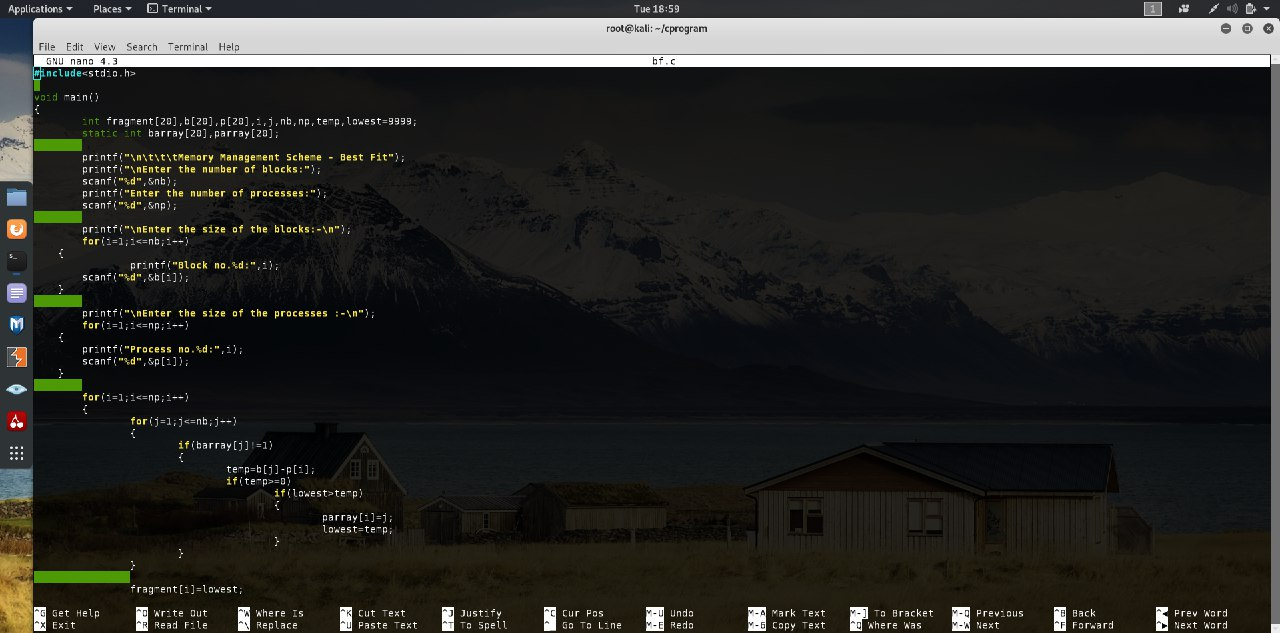 Applications Places Terminal Tue 18:59 1
root@kali: ~/cprogram
File Edit View Search Terminal Help
GNU nano 4.3 bf.c
#include<stdio.h>
void main()
{
int fragment[20],b[20],p[20],i,j,nb,np,temp,lowest=9999;
static int barray[20],parray[20];
printf("\n\t\t\tMemory Management Scheme - Best Fit");
printf("\nEnter the number of blocks:");
scanf("%d",&nb);
printf("Enter the number of processes:");
scanf("%d",&np);
printf("\nEnter the size of the blocks:-\n");
for(i=1;i<=nb;i++)
{
printf("Block no.%d:",i);
scanf("%d",&b[i]);
}
printf("\nEnter the size of the processes :-\n");
for(i=1;i<=np;i++)
{
printf("Process no.%d:",i);
scanf("%d",&p[i]);
}
for(i=1;i<=np;i++)
{
for(j=1;j<=nb;j++)
{
if(barray[j]!=1)
{
temp=b[j]-p[i];
if(temp>=0)
if(lowest>temp)
{
parray[i]=j;
lowest=temp;
}
}
}
fragment[i]=lowest;
^G Get Help ^O Write Out ^W Where Is ^K Cut Text ^J Justify ^C Cur Pos M-U Undo M-A Mark Text M-] To Bracket M-Q Previous ^B Back ^◀ Prev Word
^X Exit ^R Read File ^\ Replace ^U Paste Text ^T To Spell ^_ Go To Line M-E Redo M-6 Copy Text ^Q Where Was M-W Next ^F Forward ^▶ Next Word